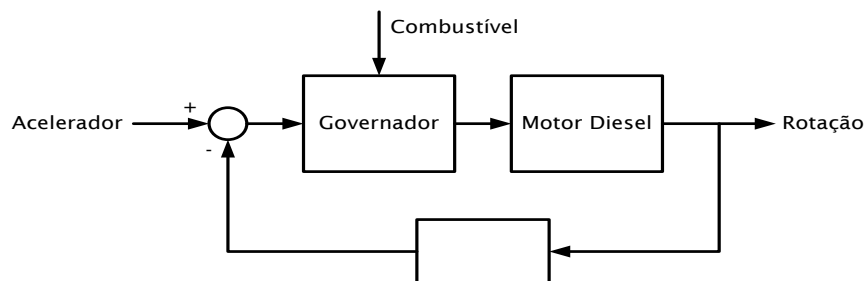 Combustível
Acelerador
+
Governador
Motor Diesel
Rotação
-